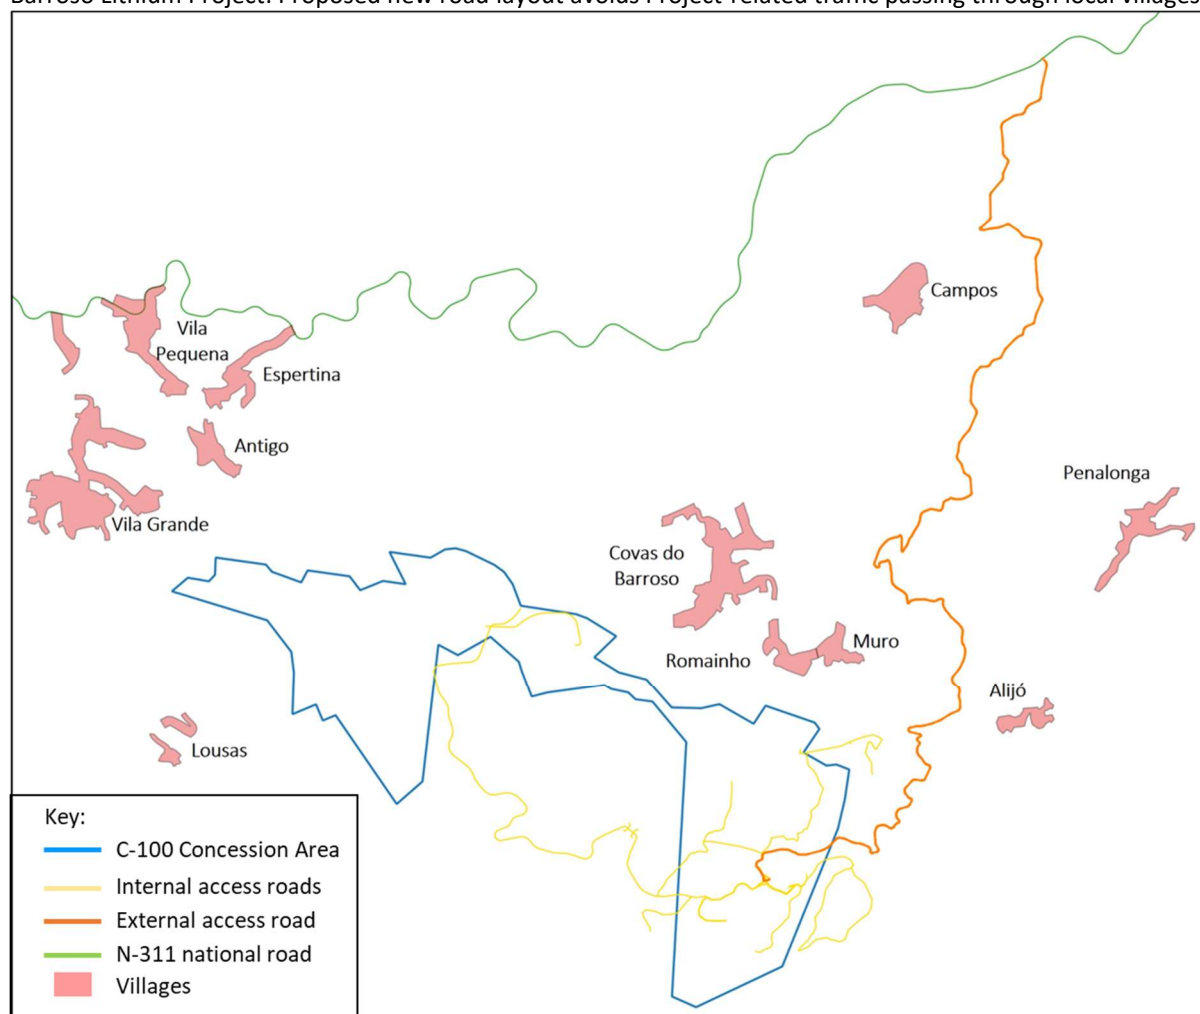 Barroso Lithium Project: Proposed new road layout avoids Project-related traffic passing through local villages
Campos
Vila
Pequena
Espertina
Antigo
Penalonga
Vila Grande
Covas do
Barroso
Muro
Romainho
Alijó
Lousas
Key:
C-100 Concession Area
Internal access roads
External access road
N-311 national road
Villages